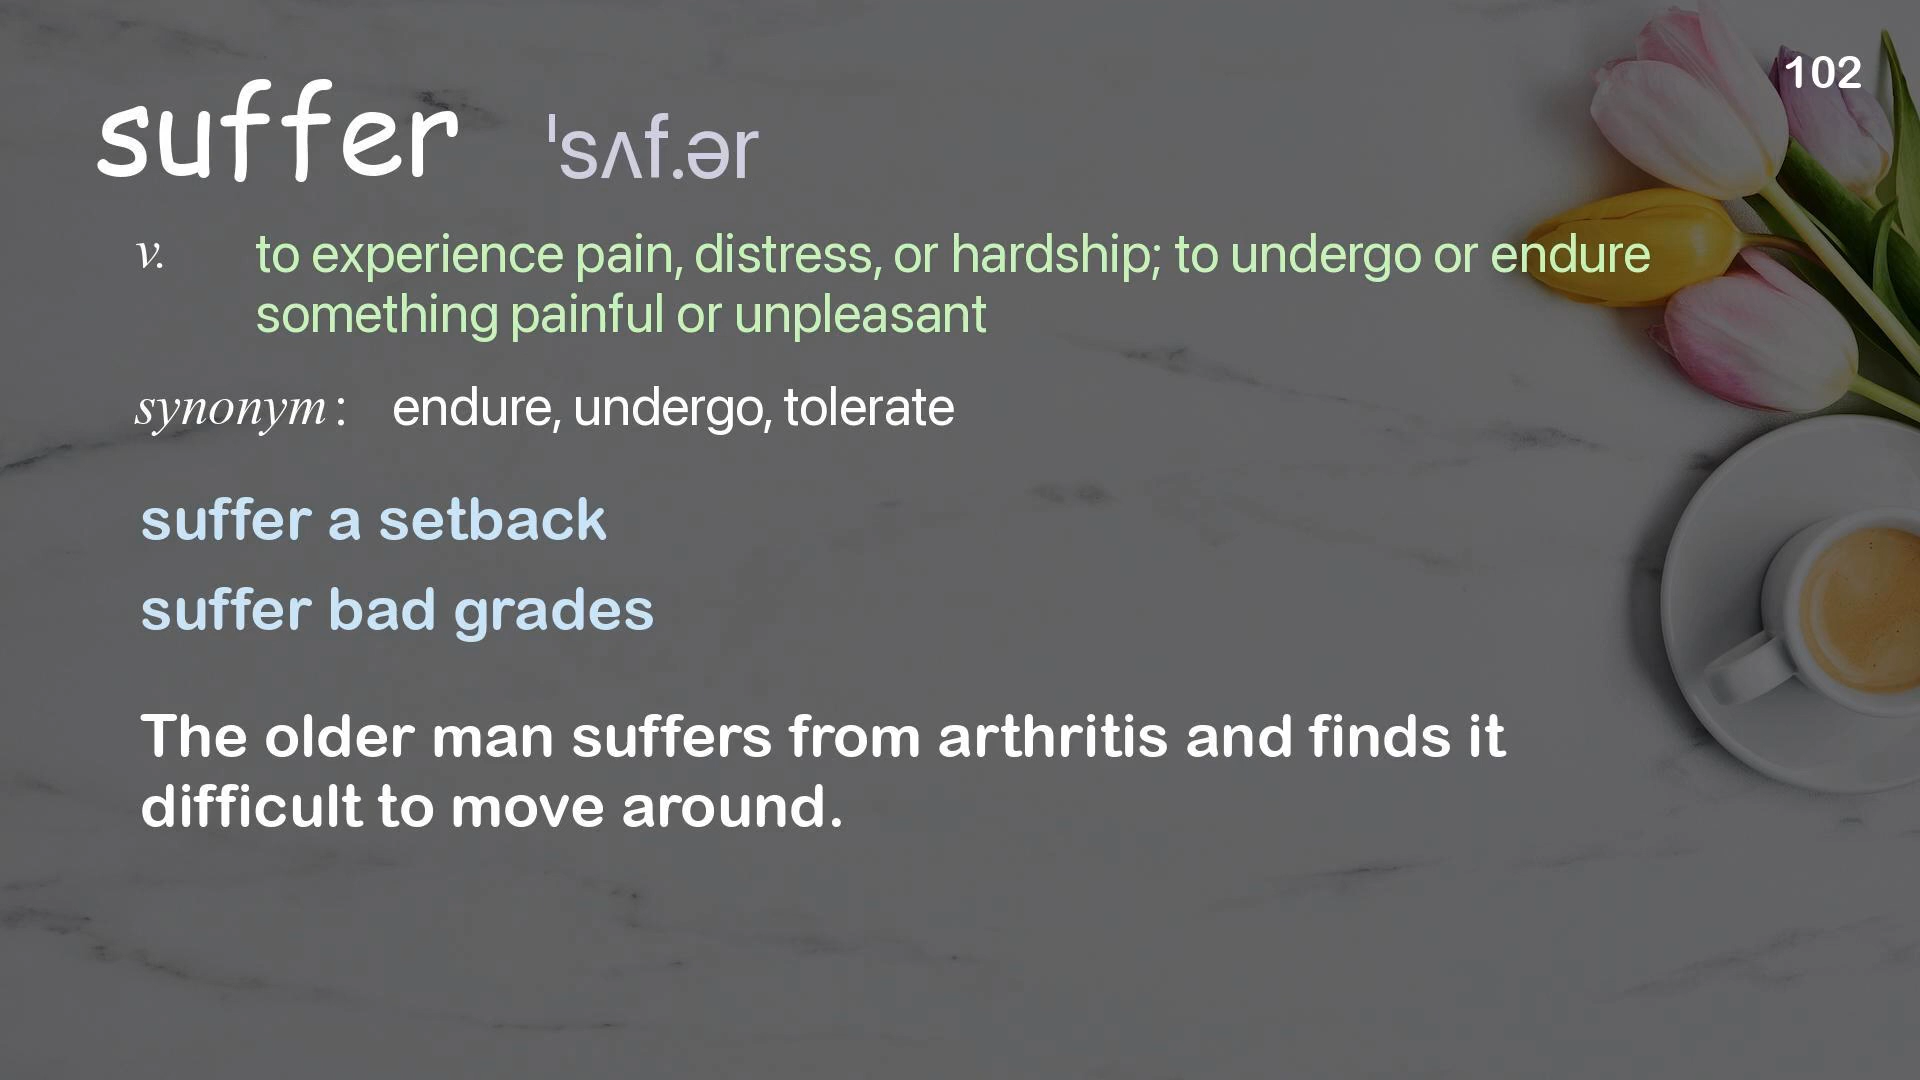 102
suffer ˈsʌf.ər
v. to experience pain, distress, or hardship; to undergo or endure
something painful or unpleasant
synonym: endure, undergo, tolerate
suffer a setback
suffer bad grades
The older man suffers from arthritis and finds it
difficult to move around.